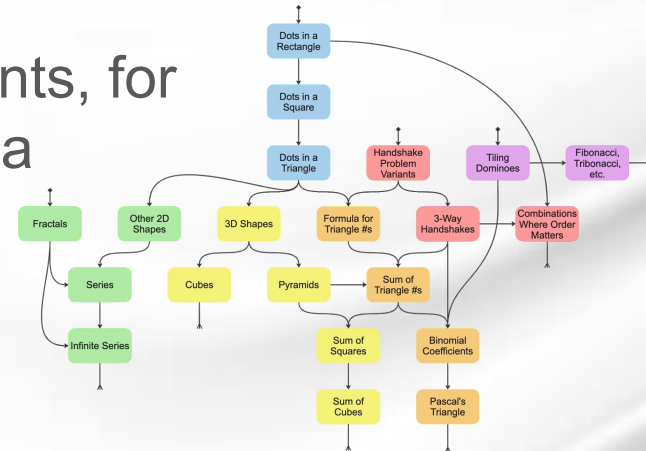 nts, for
a
Dots in a
Rectangle
Dots in a
Square
Dots in a
Triangle
Handshake
Problem
Variants
Tiling
Dominoes
Fibonacci,
Tribonacci,
etc.
Fractals
Other 2D
Shapes
3D Shapes
Formula for
Triangle #s
3-Way
Handshakes
Combinations
Where Order
Matters
Series
Cubes
Pyramids
Sum of
Triangle #s
Infinite Series
Sum of
Squares
Binomial
Coefficients
Sum of
Cubes
Pascal's
Triangle